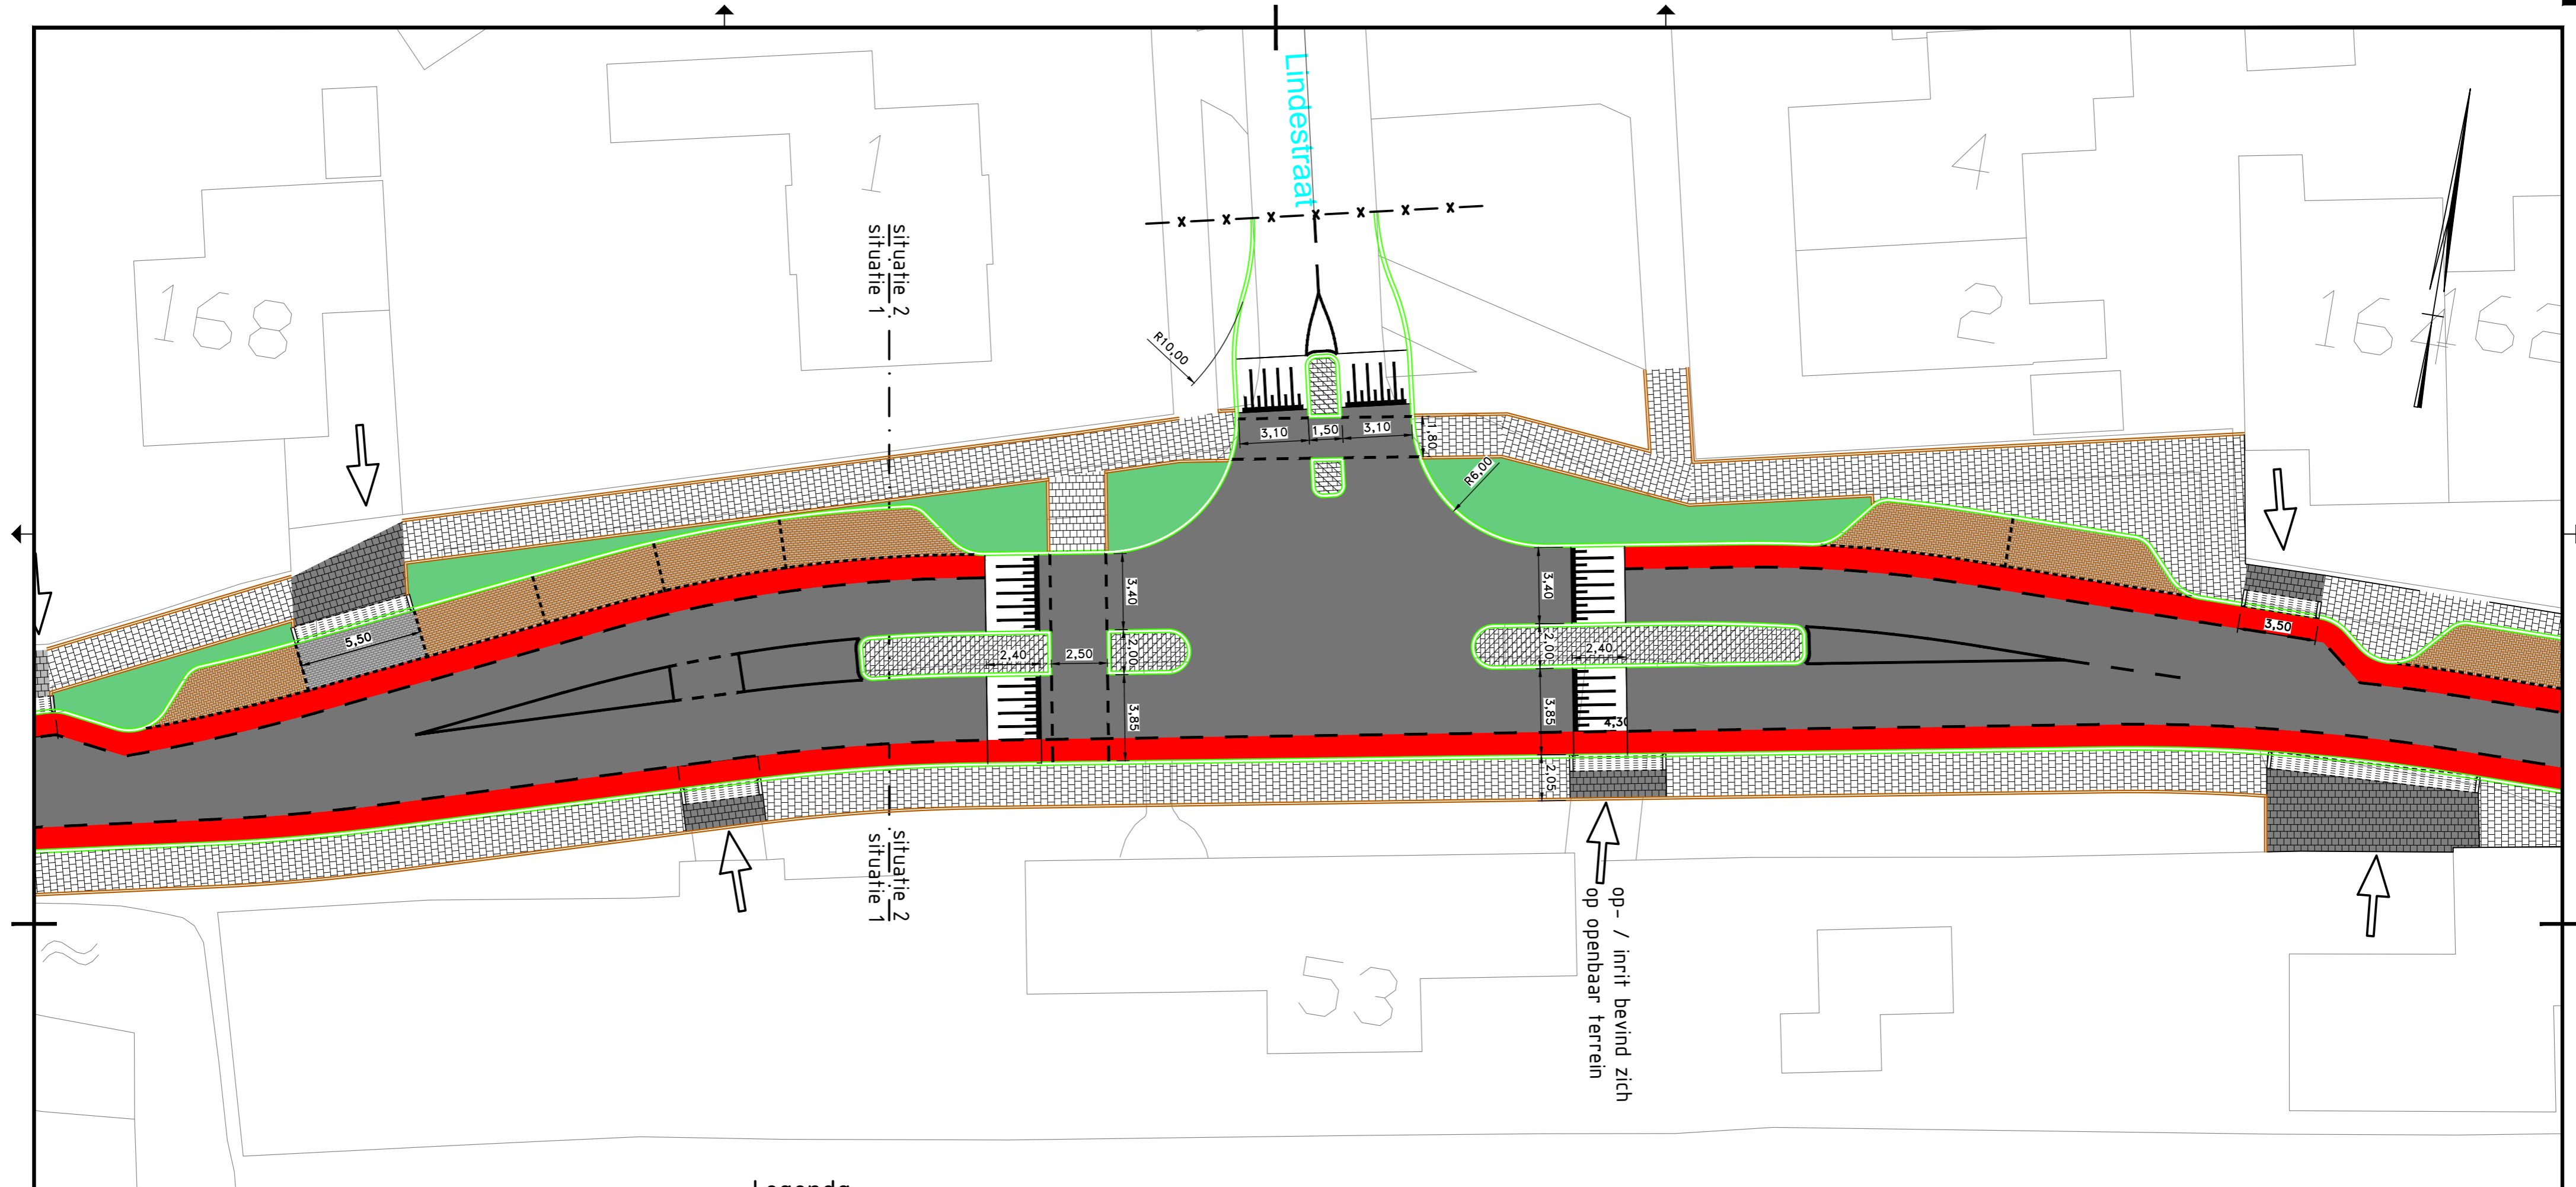 Lindestraat
1
4
2
168
164
situatie 2
situatie 1
R10,00
3,10
1,50
3,10
1,80
R6,00
5,50
3,40
3,40
2,40
2,50
2,00
2,00
2,40
3,85
3,85
4,30
2,05
3,50
situatie 2
situatie 1
op- / inrit bevind zich
op openbaar terrein
53
Legenda